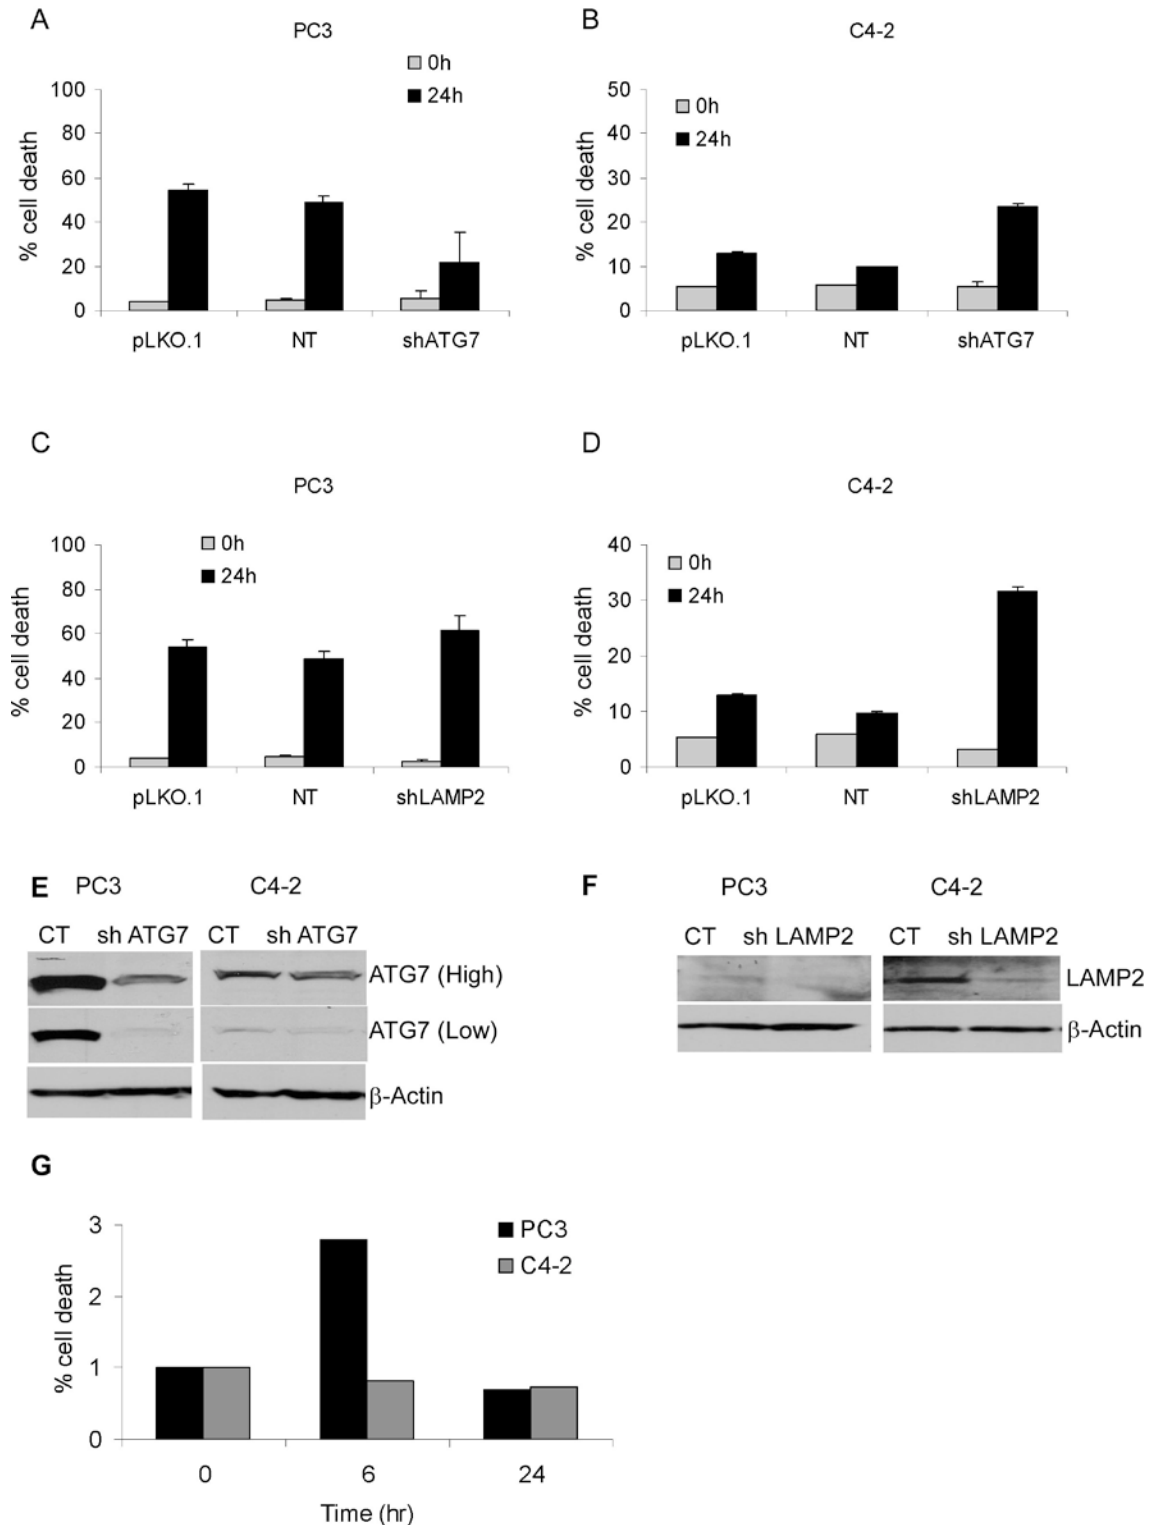 A
PC3
0h
24h
% cell death
100
80
60
40
20
0
pLKO.1 NT shATG7
B
C4-2
0h
24h
% cell death
50
40
30
20
10
0
pLKO.1 NT shATG7
C
PC3
0h
24h
% cell death
100
80
60
40
20
0
pLKO.1 NT shLAMP2
D
C4-2
0h
24h
% cell death
40
30
20
10
0
pLKO.1 NT shLAMP2
E PC3 C4-2
CT sh ATG7 CT sh ATG7
ATG7 (High)
ATG7 (Low)
β-Actin
F PC3 C4-2
CT sh LAMP2 CT sh LAMP2
LAMP2
β-Actin
G
PC3
C4-2
% cell death
3
2
1
0
0 6 24
Time (hr)